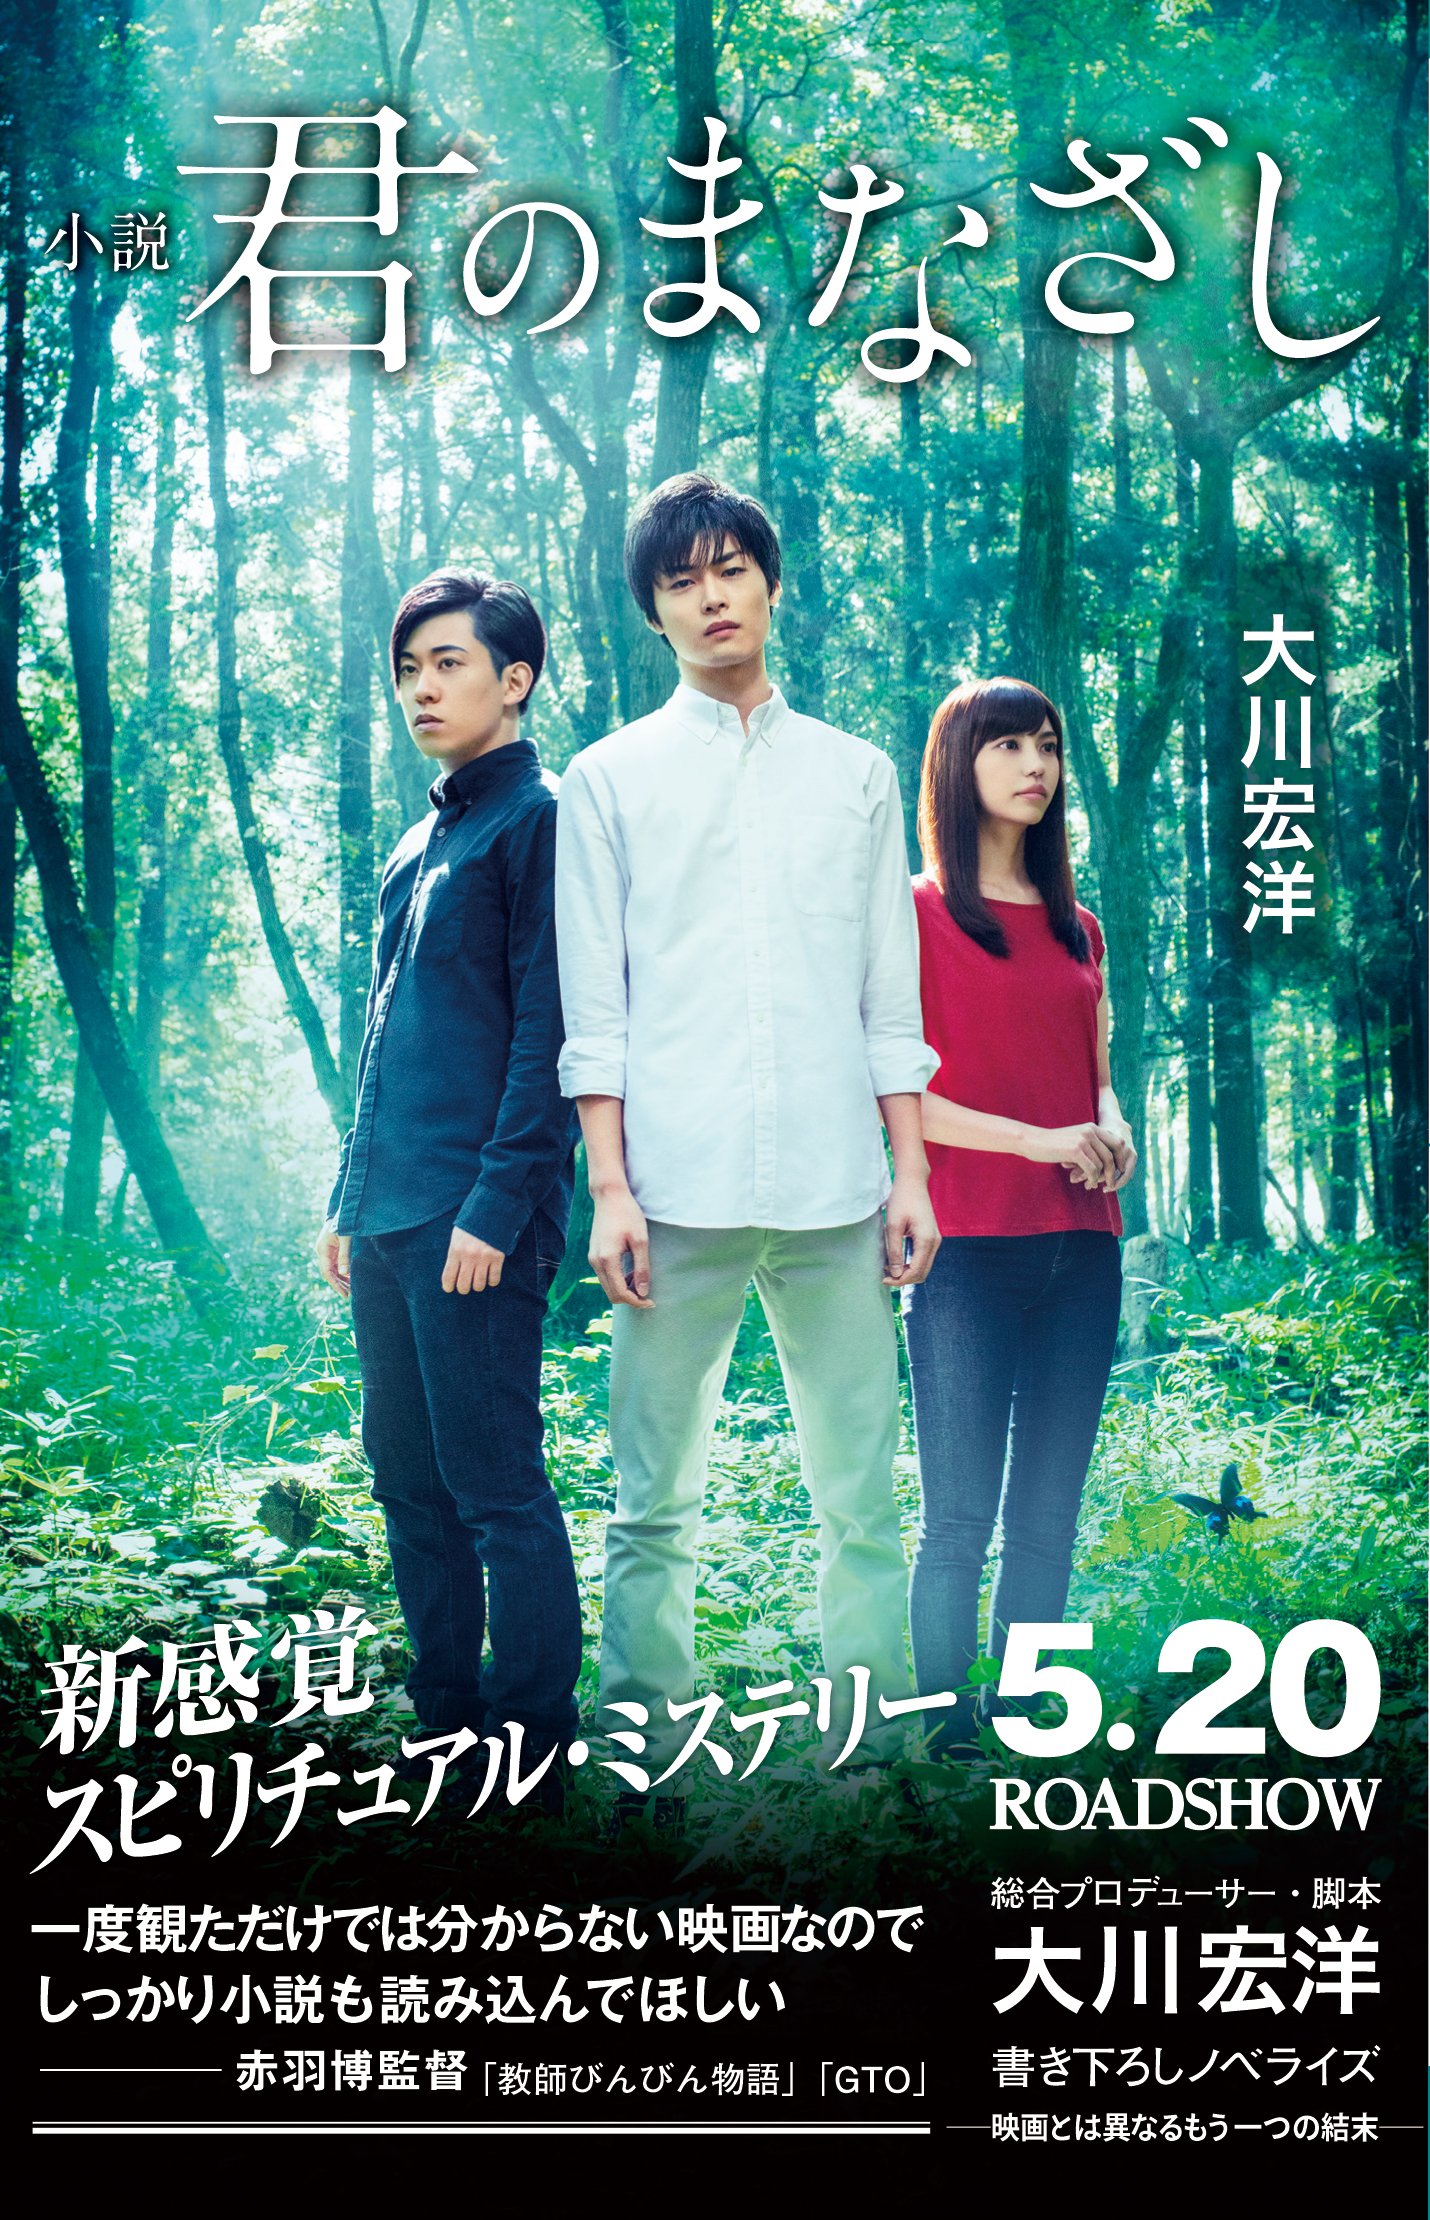 小説 君のまなざし
大川宏洋
新感覚
スピリチュアル・ミステリー
一度観ただけでは分からない映画なので
しっかり小説も読み込んでほしい
赤羽博監督「教師びんびん物語」「GTO」
5.20
ROADSHOW
総合プロデューサー・脚本
大川宏洋
書き下ろしノベライズ
映画とは異なるもう一つの結末